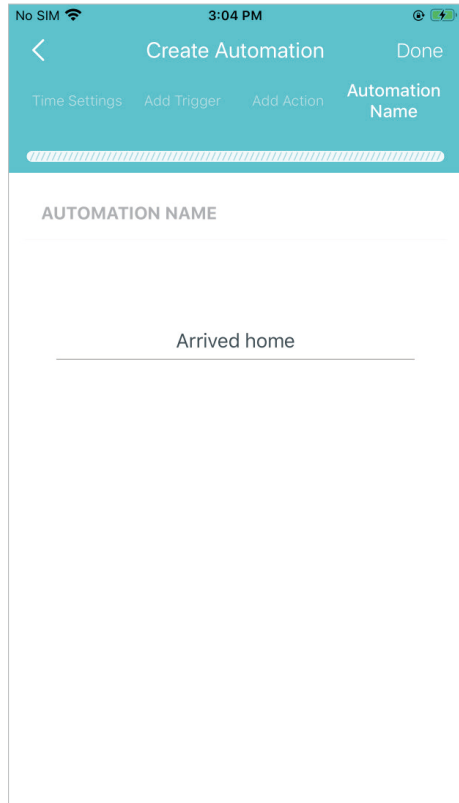 No SIM 3:04 PM
Create Automation Done
Time Settings Add Trigger Add Action Automation Name
AUTOMATION NAME
Arrived home